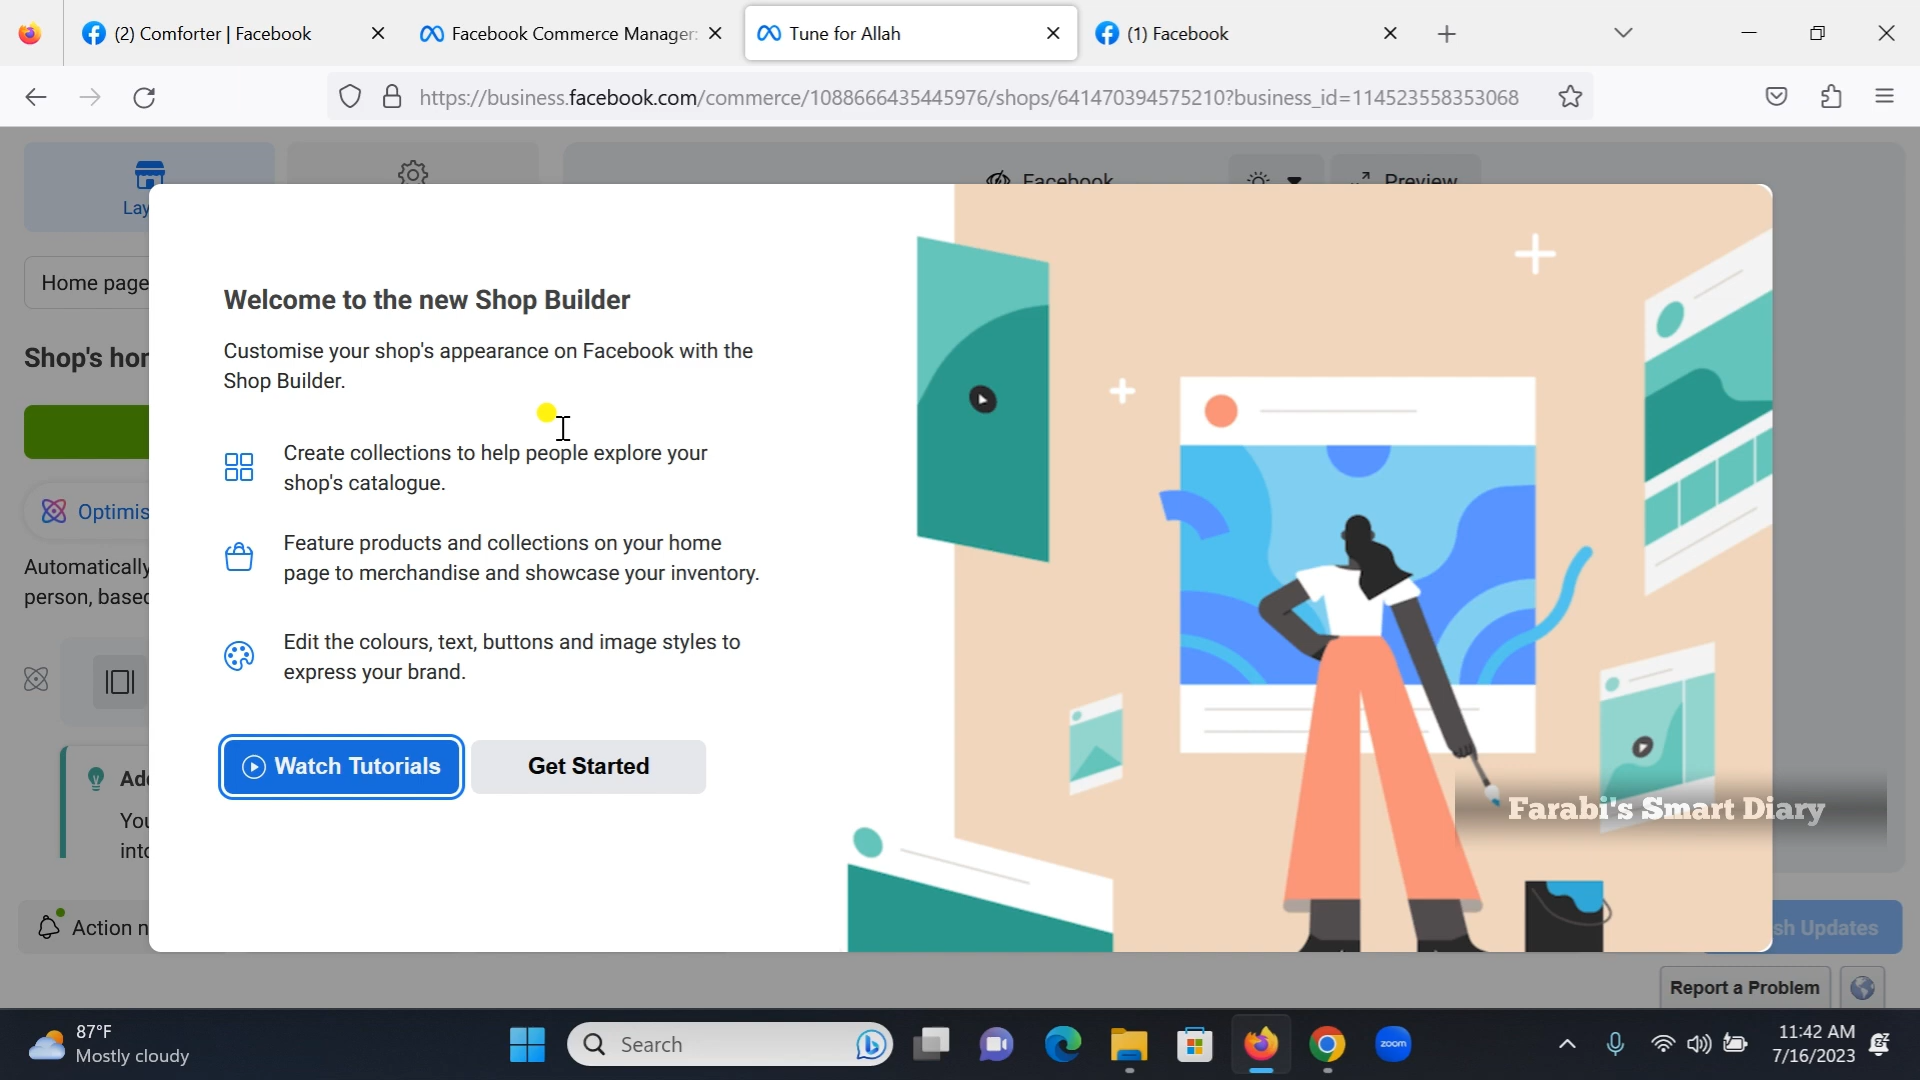 (2) Comforter | Facebook
Facebook Commerce Manager:
Tune for Allah
(1) Facebook
https://business.facebook.com/commerce/1088666435445976/shops/641470394575210?business_id=114523558353068
Lay
Facebook
Preview
Home page
Shop's hor
Optimis
Automatically
person, based
Add
You
into
Action n
Welcome to the new Shop Builder
Customise your shop's appearance on Facebook with the
Shop Builder.
Create collections to help people explore your
shop's catalogue.
Feature products and collections on your home
page to merchandise and showcase your inventory.
Edit the colours, text, buttons and image styles to
express your brand.
Watch Tutorials
Get Started
Farabi's Smart Diary
sh Updates
Report a Problem
87°F
Mostly cloudy
Search
zoom
11:42 AM
7/16/2023